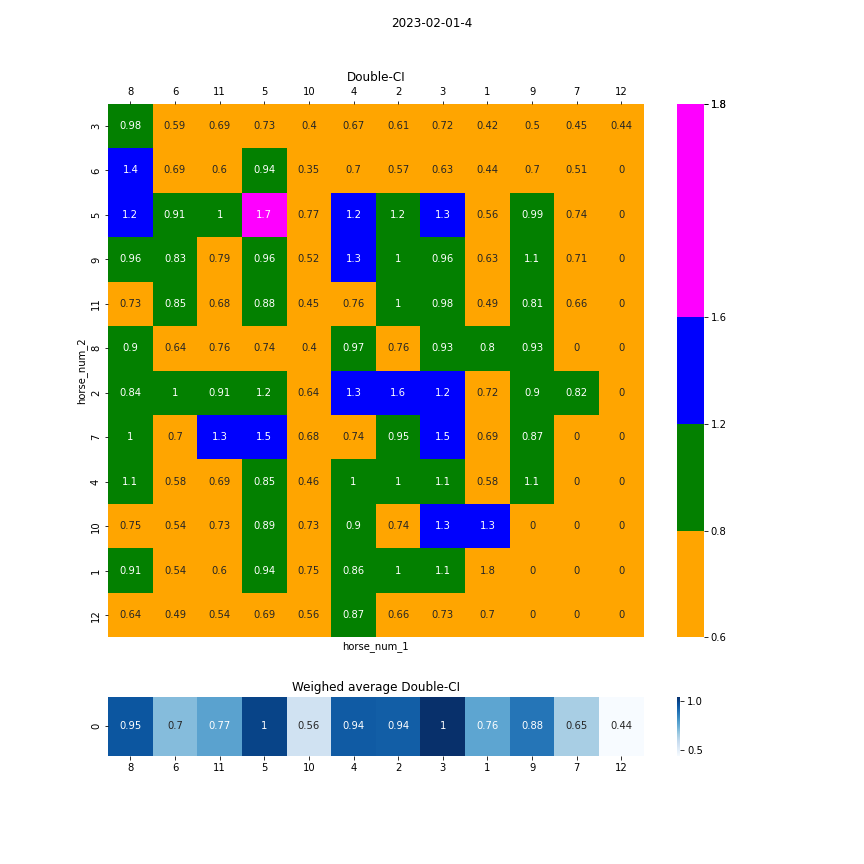 2023-02-01-4
Double-CI
8 6 11 5 10 4 2 3 1 9 7 12
3 0.98 0.59 0.69 0.73 0.4 0.67 0.61 0.72 0.42 0.5 0.45 0.44
6 1.4 0.69 0.6 0.94 0.35 0.7 0.57 0.63 0.44 0.7 0.51 0
5 1.2 0.91 1 1.7 0.77 1.2 1.2 1.3 0.56 0.99 0.74 0
9 0.96 0.83 0.79 0.96 0.52 1.3 1 0.96 0.63 1.1 0.71 0
11 0.73 0.85 0.68 0.88 0.45 0.76 1 0.98 0.49 0.81 0.66 0
8 0.9 0.64 0.76 0.74 0.4 0.97 0.76 0.93 0.8 0.93 0 0
2 0.84 1 0.91 1.2 0.64 1.3 1.6 1.2 0.72 0.9 0.82 0
7 1 0.7 1.3 1.5 0.68 0.74 0.95 1.5 0.69 0.87 0 0
4 1.1 0.58 0.69 0.85 0.46 1 1 1.1 0.58 1.1 0 0
10 0.75 0.54 0.73 0.89 0.73 0.9 0.74 1.3 1.3 0 0 0
1 0.91 0.54 0.6 0.94 0.75 0.86 1 1.1 1.8 0 0 0
12 0.64 0.49 0.54 0.69 0.56 0.87 0.66 0.73 0.7 0 0 0
horse_num_2
horse_num_1
1.8
1.6
1.2
0.8
0.6
Weighed average Double-CI
0 0.95 0.7 0.77 1 0.56 0.94 0.94 1 0.76 0.88 0.65 0.44
8 6 11 5 10 4 2 3 1 9 7 12
1.0
0.5